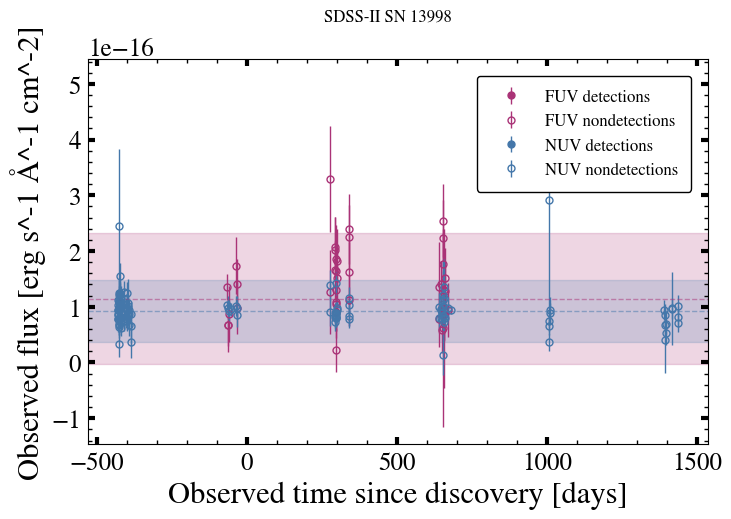 SDSS-II SN 13998
1e−16
Observed flux [erg s^-1 Å^-1 cm^-2]
5
4
3
2
1
0
−1
FUV detections
FUV nondetections
NUV detections
NUV nondetections
−500 0 500 1000 1500
Observed time since discovery [days]